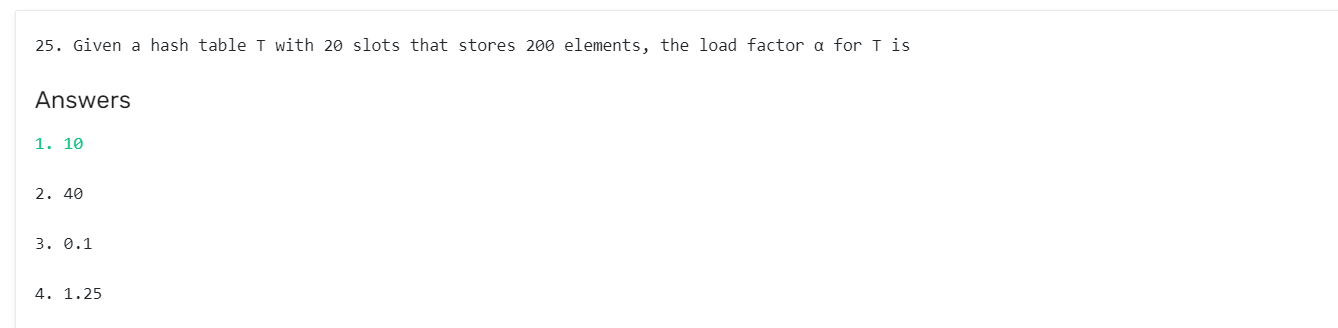 25. Given a hash table T with 20 slots that stores 200 elements, the load factor α for T is
Answers
1. 10
2. 40
3. 0.1
4. 1.25